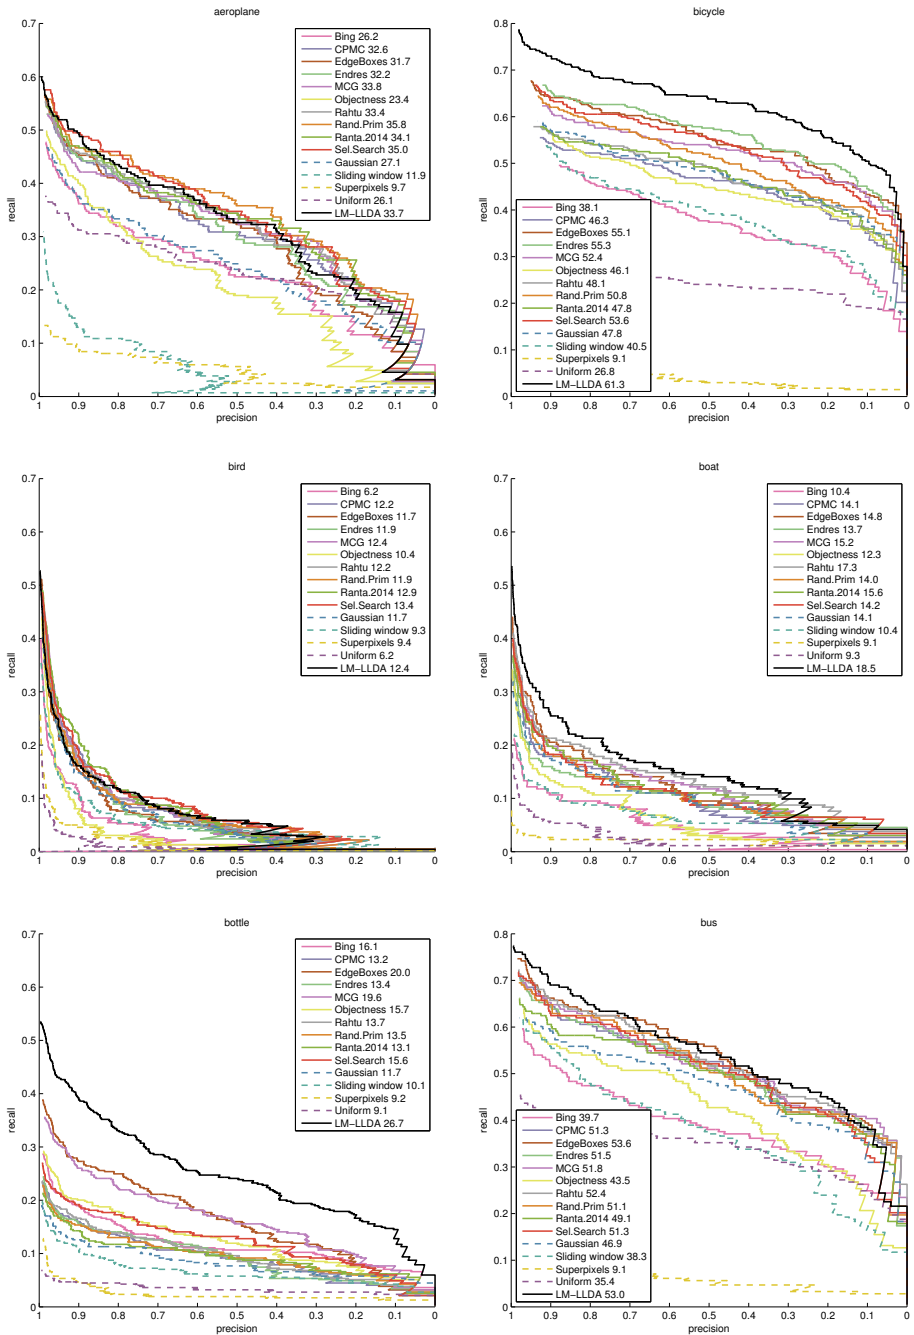 aeroplane
0.7
0.6
0.5
0.4
0.3
0.2
0.1
0
recall
Bing 26.2
CPMC 32.6
EdgeBoxes 31.7
Endres 32.2
MCG 33.8
Objectness 23.4
Rahtu 33.4
Rand.Prim 35.8
Ranta.2014 34.1
Sel.Search 35.0
Gaussian 27.1
Sliding window 11.9
Superpixels 9.7
Uniform 26.1
LM-LLDA 33.7
1 0.9 0.8 0.7 0.6 0.5 0.4 0.3 0.2 0.1 0
precision
bicycle
0.8
0.7
0.6
0.5
0.4
0.3
0.2
0.1
0
recall
Bing 38.1
CPMC 46.3
EdgeBoxes 55.1
Endres 55.3
MCG 52.4
Objectness 46.1
Rahtu 48.1
Rand.Prim 50.8
Ranta.2014 47.8
Sel.Search 53.6
Gaussian 47.8
Sliding window 40.5
Superpixels 9.1
Uniform 26.8
LM-LLDA 61.3
1 0.9 0.8 0.7 0.6 0.5 0.4 0.3 0.2 0.1 0
precision
bird
0.7
0.6
0.5
0.4
0.3
0.2
0.1
0
recall
Bing 6.2
CPMC 12.2
EdgeBoxes 11.7
Endres 11.9
MCG 12.4
Objectness 10.4
Rahtu 12.2
Rand.Prim 11.9
Ranta.2014 12.9
Sel.Search 13.4
Gaussian 11.7
Sliding window 9.3
Superpixels 9.4
Uniform 6.2
LM-LLDA 12.4
1 0.9 0.8 0.7 0.6 0.5 0.4 0.3 0.2 0.1 0
precision
boat
0.7
0.6
0.5
0.4
0.3
0.2
0.1
0
recall
Bing 10.4
CPMC 14.1
EdgeBoxes 14.8
Endres 13.7
MCG 15.2
Objectness 12.3
Rahtu 17.3
Rand.Prim 14.0
Ranta.2014 15.6
Sel.Search 14.2
Gaussian 14.1
Sliding window 10.4
Superpixels 9.1
Uniform 9.3
LM-LLDA 18.5
1 0.9 0.8 0.7 0.6 0.5 0.4 0.3 0.2 0.1 0
precision
bottle
0.7
0.6
0.5
0.4
0.3
0.2
0.1
0
recall
Bing 16.1
CPMC 13.2
EdgeBoxes 20.0
Endres 13.4
MCG 19.6
Objectness 15.7
Rahtu 13.7
Rand.Prim 13.5
Ranta.2014 13.1
Sel.Search 15.6
Gaussian 11.7
Sliding window 10.1
Superpixels 9.2
Uniform 9.1
LM-LLDA 26.7
1 0.9 0.8 0.7 0.6 0.5 0.4 0.3 0.2 0.1 0
precision
bus
0.8
0.7
0.6
0.5
0.4
0.3
0.2
0.1
0
recall
Bing 39.7
CPMC 51.3
EdgeBoxes 53.6
Endres 51.5
MCG 51.8
Objectness 43.5
Rahtu 52.4
Rand.Prim 51.1
Ranta.2014 49.1
Sel.Search 51.3
Gaussian 46.9
Sliding window 38.3
Superpixels 9.1
Uniform 35.4
LM-LLDA 53.0
1 0.9 0.8 0.7 0.6 0.5 0.4 0.3 0.2 0.1 0
precision